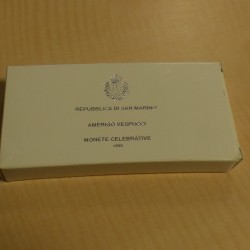 REPUBBLICA DI SAN MARINO
AMERIGO VESPUCCI
MONETE CELEBRATIVE